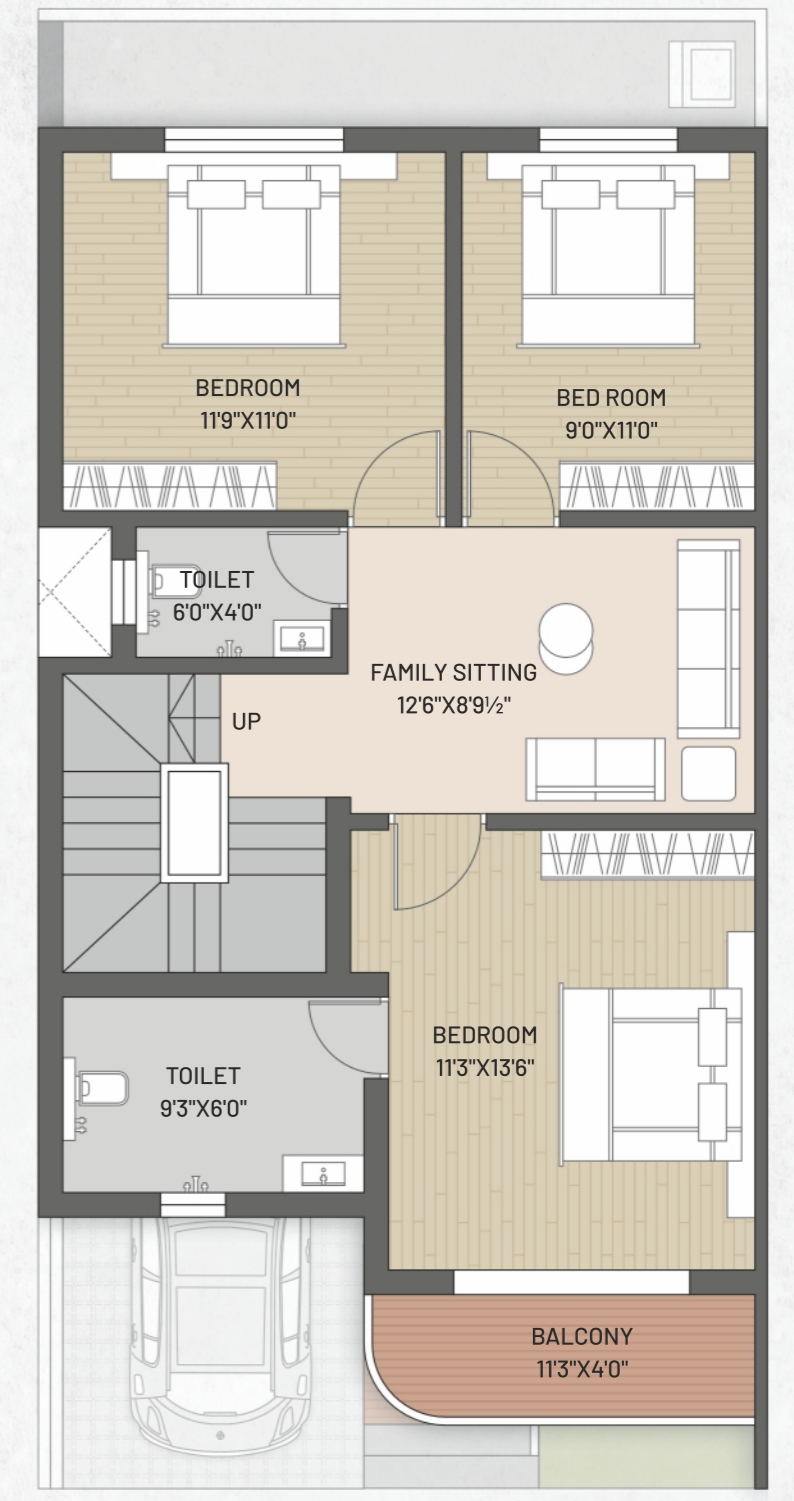 BEDROOM
11'9"X11'0"
BED ROOM
9'0"X11'0"
TOILET
6'0"X4'0"
FAMILY SITTING
12'6"X8'9½"
UP
BEDROOM
11'3"X13'6"
TOILET
9'3"X6'0"
BALCONY
11'3"X4'0"